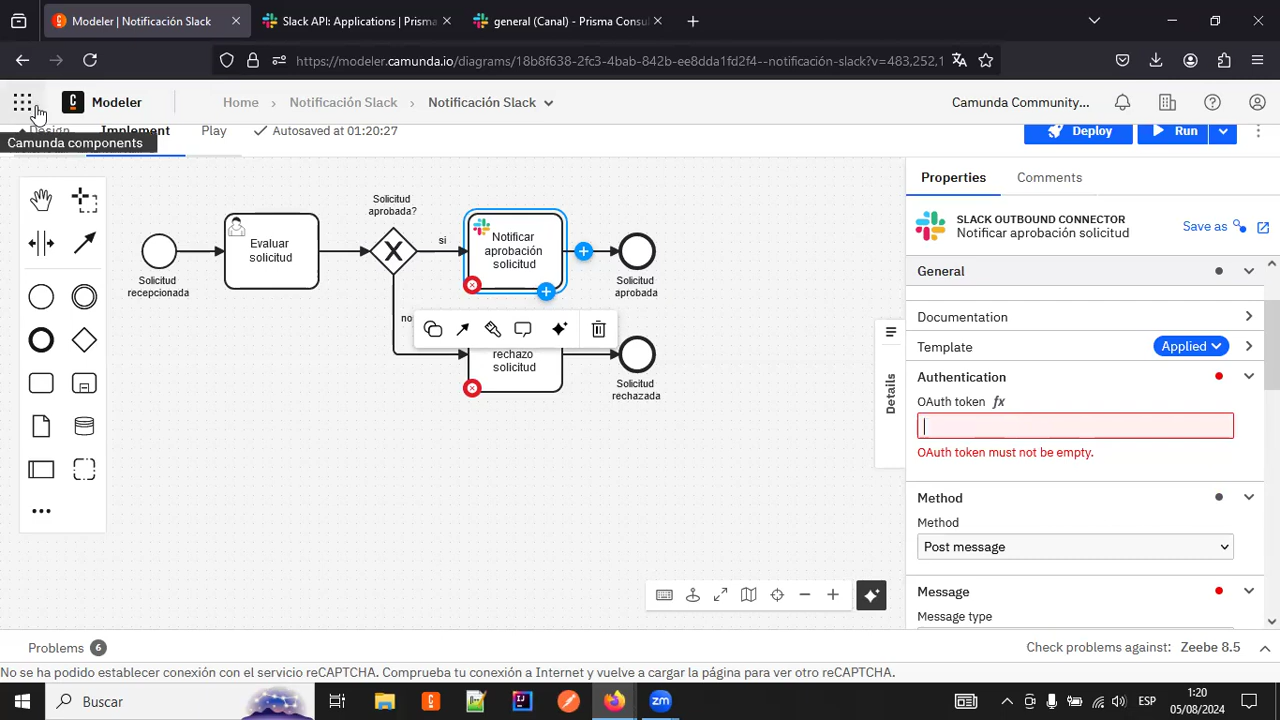 Modeler | Notificación Slack
Slack API: Applications | Prisma
general (Canal) - Prisma Consul
https://modeler.camunda.io/diagrams/18b8f638-2fc3-4bab-842b-ee8dda1fd2f4--notificación-slack?v=483,252,1
Modeler
Home
Notificación Slack
Notificación Slack
Camunda Community...
Design
Implement
Play
Autosaved at 01:20:27
Deploy
Run
Camunda components
Properties
Comments
SLACK OUTBOUND CONNECTOR
Notificar aprobación solicitud
Save as
General
Documentation
Template
Applied
Authentication
OAuth token fx
OAuth token must not be empty.
Method
Method
Post message
Message
Message type
Details
Solicitud
recepcionada
Evaluar
solicitud
Solicitud
aprobada?
X
si
no
Notificar
aprobación
solicitud
Solicitud
aprobada
rechazo
solicitud
Solicitud
rechazada
Problems 6
Check problems against: Zeebe 8.5
No se ha podido establecer conexión con el servicio reCAPTCHA. Comprueba tu conexión a Internet y vuelve a cargar la página para ver otro reCAPTCHA.
Buscar
zm
ESP
1:20
05/08/2024